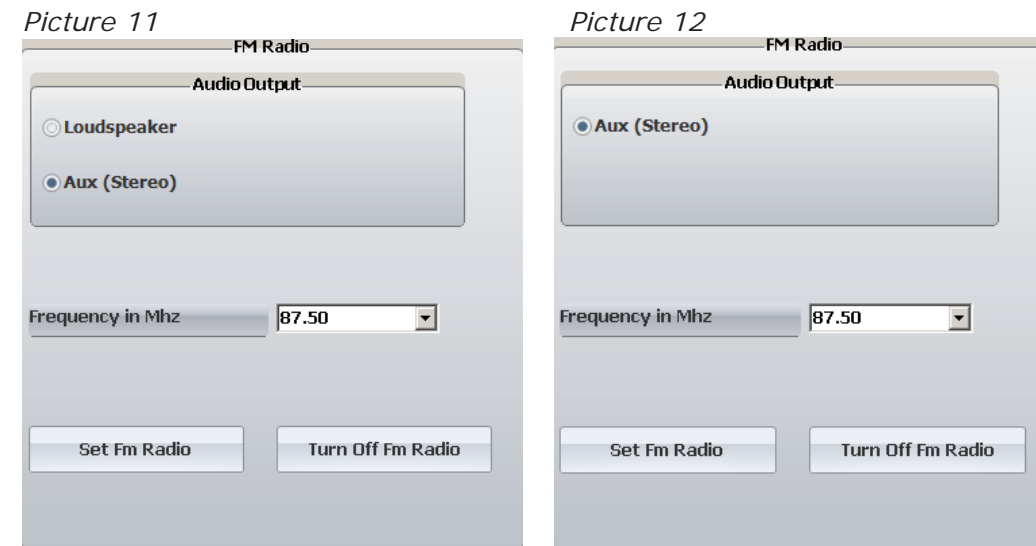 Picture 11
FM Radio
Audio Output
Loudspeaker
Aux (Stereo)
Frequency in Mhz
87.50
Set Fm Radio
Turn Off Fm Radio
Picture 12
FM Radio
Audio Output
Aux (Stereo)
Frequency in Mhz
87.50
Set Fm Radio
Turn Off Fm Radio